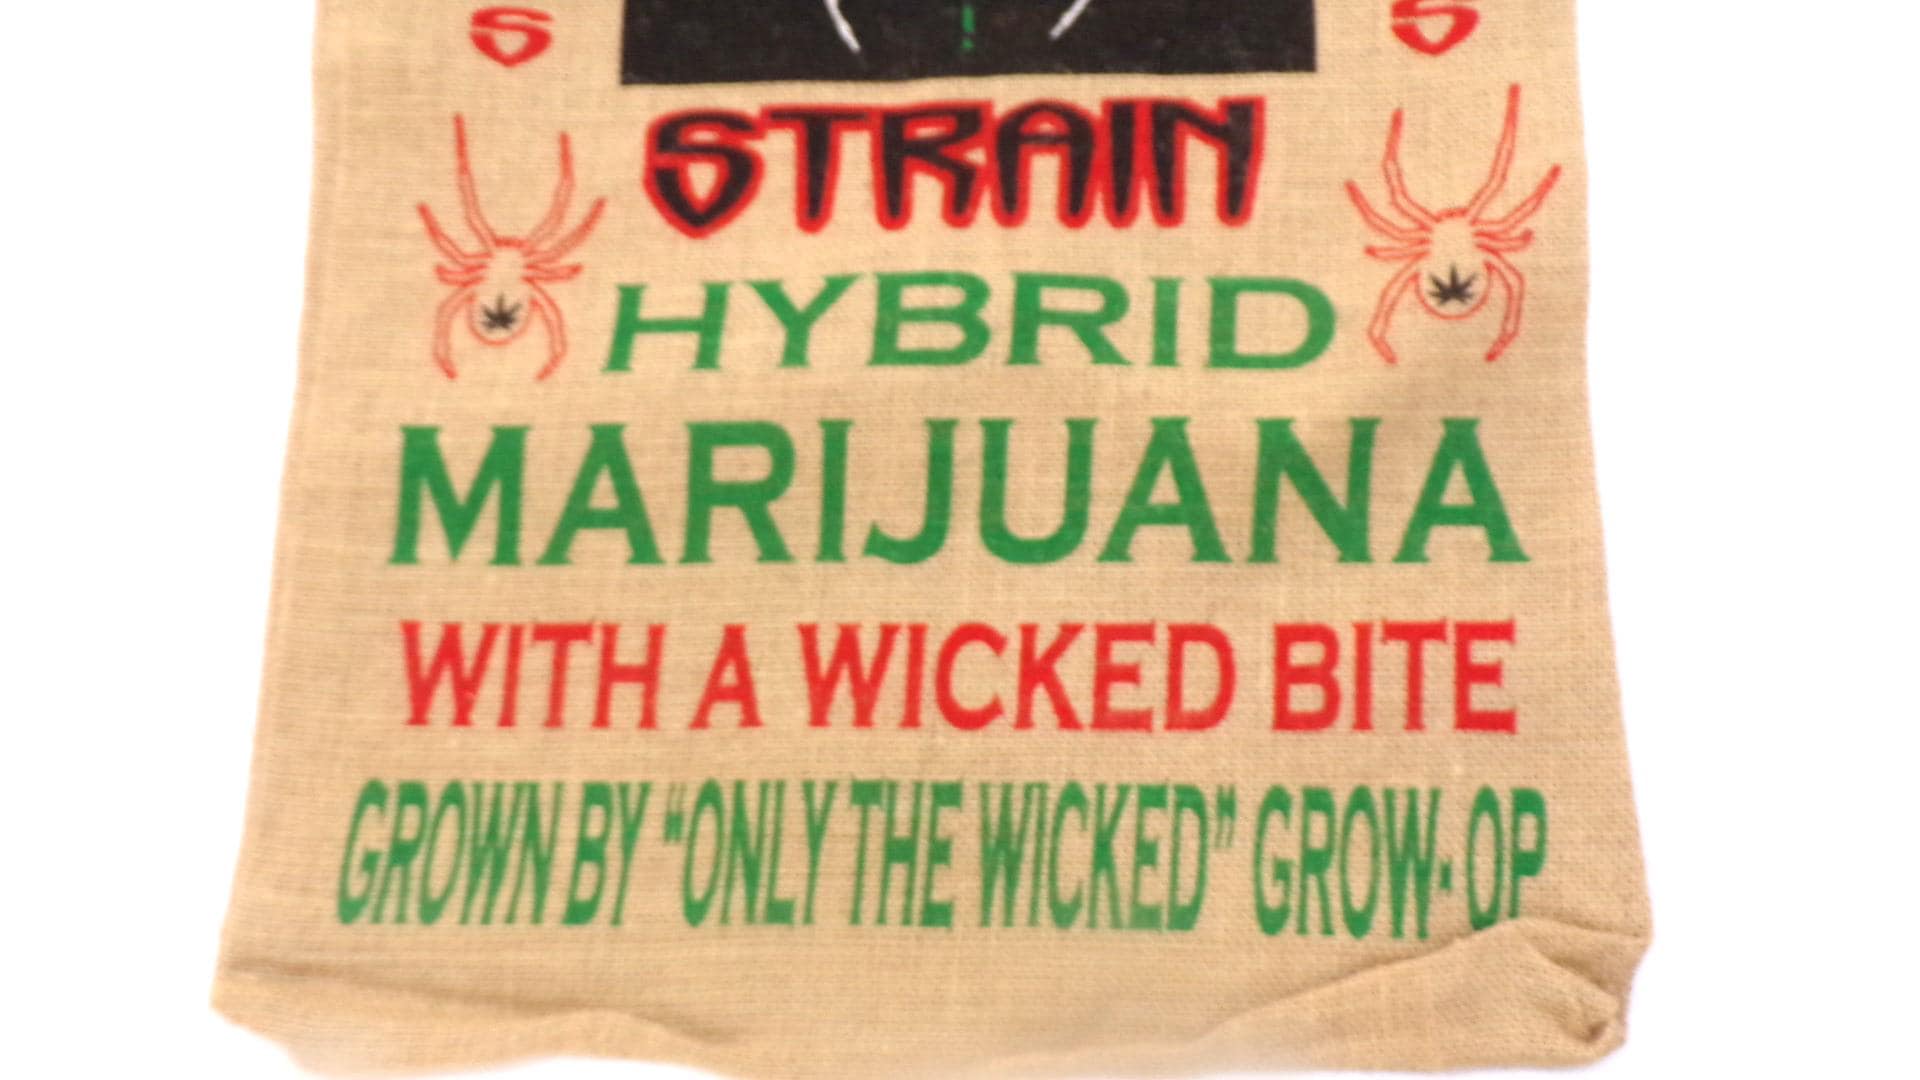 S S
STRAIN
HYBRID
MARIJUANA
WITH A WICKED BITE
GROWN BY “ONLY THE WICKED” GROW-OP